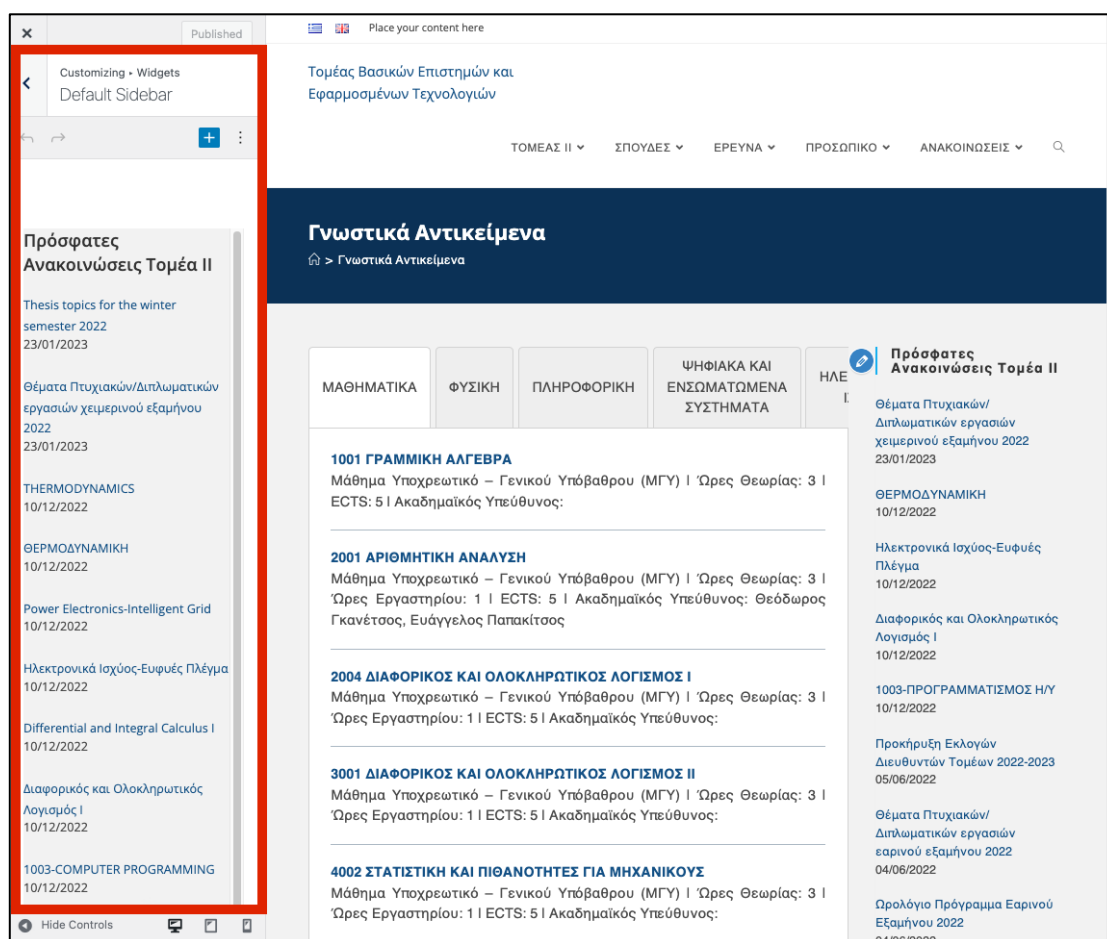 Published
Customizing ▸ Widgets
Default Sidebar
Πρόσφατες
Ανακοινώσεις Τομέα ΙΙ
Thesis topics for the winter
semester 2022
23/01/2023
Θέματα Πτυχιακών/Διπλωματικών
εργασιών χειμερινού εξαμήνου
2022
23/01/2023
THERMODYNAMICS
10/12/2022
ΘΕΡΜΟΔΥΝΑΜΙΚΗ
10/12/2022
Power Electronics-Intelligent Grid
10/12/2022
Ηλεκτρονικά Ισχύος-Ευφυές Πλέγμα
10/12/2022
Differential and Integral Calculus I
10/12/2022
Διαφορικός και Ολοκληρωτικός
Λογισμός Ι
10/12/2022
1003-COMPUTER PROGRAMMING
10/12/2022
Hide Controls
Place your content here
Τομέας Βασικών Επιστημών και
Εφαρμοσμένων Τεχνολογιών
ΤΟΜΕΑΣ ΙΙ ΣΠΟΥΔΕΣ ΕΡΕΥΝΑ ΠΡΟΣΩΠΙΚΟ ΑΝΑΚΟΙΝΩΣΕΙΣ
Γνωστικά Αντικείμενα
> Γνωστικά Αντικείμενα
ΜΑΘΗΜΑΤΙΚΑ
ΦΥΣΙΚΗ
ΠΛΗΡΟΦΟΡΙΚΗ
ΨΗΦΙΑΚΑ ΚΑΙ
ΕΝΣΩΜΑΤΩΜΕΝΑ
ΣΥΣΤΗΜΑΤΑ
ΗΛΕ
1001 ΓΡΑΜΜΙΚΗ ΑΛΓΕΒΡΑ
Μάθημα Υποχρεωτικό – Γενικού Υπόβαθρου (ΜΓΥ) | Ώρες Θεωρίας: 3 |
ECTS: 5 | Ακαδημαϊκός Υπεύθυνος:
2001 ΑΡΙΘΜΗΤΙΚΗ ΑΝΑΛΥΣΗ
Μάθημα Υποχρεωτικό – Γενικού Υπόβαθρου (ΜΓΥ) | Ώρες Θεωρίας: 3 |
Ώρες Εργαστηρίου: 1 | ECTS: 5 | Ακαδημαϊκός Υπεύθυνος: Θεόδωρος
Γκανέτσος, Ευάγγελος Παπακίτσος
2004 ΔΙΑΦΟΡΙΚΟΣ ΚΑΙ ΟΛΟΚΛΗΡΩΤΙΚΟΣ ΛΟΓΙΣΜΟΣ Ι
Μάθημα Υποχρεωτικό – Γενικού Υπόβαθρου (ΜΓΥ) | Ώρες Θεωρίας: 3 |
Ώρες Εργαστηρίου: 1 | ECTS: 5 | Ακαδημαϊκός Υπεύθυνος:
3001 ΔΙΑΦΟΡΙΚΟΣ ΚΑΙ ΟΛΟΚΛΗΡΩΤΙΚΟΣ ΛΟΓΙΣΜΟΣ ΙΙ
Μάθημα Υποχρεωτικό – Γενικού Υπόβαθρου (ΜΓΥ) | Ώρες Θεωρίας: 3 |
Ώρες Εργαστηρίου: 1 | ECTS: 5 | Ακαδημαϊκός Υπεύθυνος:
4002 ΣΤΑΤΙΣΤΙΚΗ ΚΑΙ ΠΙΘΑΝΟΤΗΤΕΣ ΓΙΑ ΜΗΧΑΝΙΚΟΥΣ
Μάθημα Υποχρεωτικό – Γενικού Υπόβαθρου (ΜΓΥ) | Ώρες Θεωρίας: 3 |
Ώρες Εργαστηρίου: 1 | ECTS: 5 | Ακαδημαϊκός Υπεύθυνος:
Πρόσφατες
Ανακοινώσεις Τομέα ΙΙ
Θέματα Πτυχιακών/
Διπλωματικών εργασιών
χειμερινού εξαμήνου 2022
23/01/2023
ΘΕΡΜΟΔΥΝΑΜΙΚΗ
10/12/2022
Ηλεκτρονικά Ισχύος-Ευφυές
Πλέγμα
10/12/2022
Διαφορικός και Ολοκληρωτικός
Λογισμός Ι
10/12/2022
1003-ΠΡΟΓΡΑΜΜΑΤΙΣΜΟΣ Η/Υ
10/12/2022
Προκήρυξη Εκλογών
Διευθυντών Τομέων 2022-2023
05/06/2022
Θέματα Πτυχιακών/
Διπλωματικών εργασιών
εαρινού εξαμήνου 2022
04/06/2022
Ωρολόγιο Πρόγραμμα Εαρινού
Εξαμήνου 2022
04/06/2022